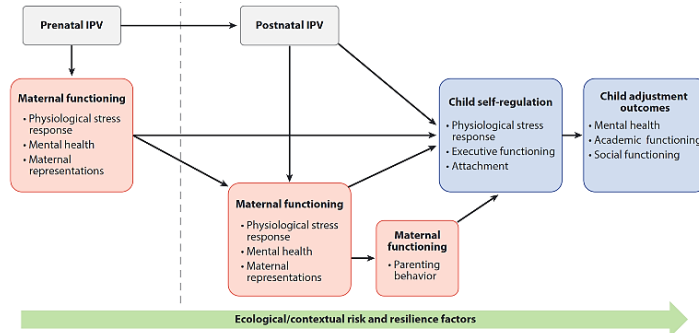 Prenatal IPV
Postnatal IPV
Maternal functioning
• Physiological stress
response
• Mental health
• Maternal
representations
Child self-regulation
• Physiological stress
response
• Executive functioning
• Attachment
Child adjustment
outcomes
• Mental health
• Academic functioning
• Social functioning
Maternal functioning
• Physiological stress
response
• Mental health
• Maternal
representations
Maternal
functioning
• Parenting
behavior
Ecological/contextual risk and resilience factors